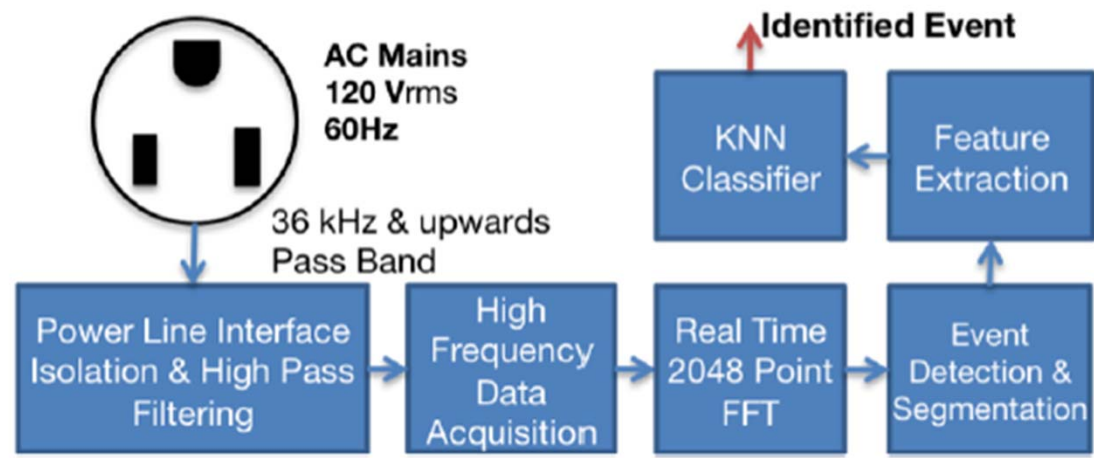 AC Mains
120 Vrms
60Hz
36 kHz & upwards
Pass Band
Power Line Interface
Isolation & High Pass
Filtering
High
Frequency
Data
Acquisition
Real Time
2048 Point
FFT
Event
Detection &
Segmentation
Feature
Extraction
KNN
Classifier
Identified Event